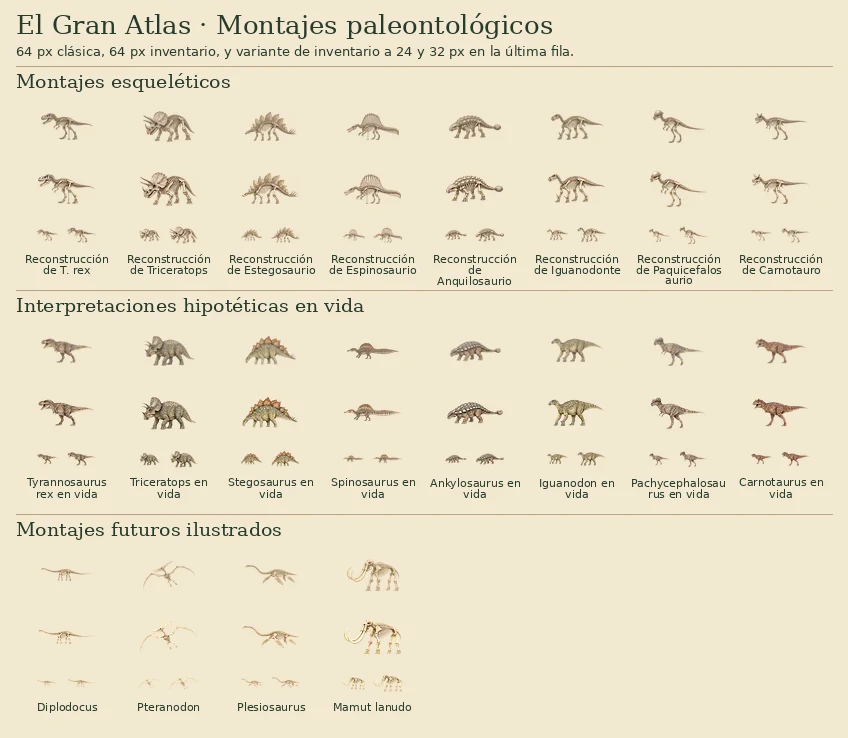 El Gran Atlas · Montajes paleontológicos
64 px clásica, 64 px inventario, y variante de inventario a 24 y 32 px en la última fila.
Montajes esqueléticos
Reconstrucción de T. rex
Reconstrucción de Triceratops
Reconstrucción de Estegosaurio
Reconstrucción de Espinosaurio
Reconstrucción de Anquilosaurio
Reconstrucción de Iguanodonte
Reconstrucción de Paquicefalosaurio
Reconstrucción de Carnotauro
Interpretaciones hipotéticas en vida
Tyrannosaurus rex en vida
Triceratops en vida
Stegosaurus en vida
Spinosaurus en vida
Ankylosaurus en vida
Iguanodon en vida
Pachycephalosaurus en vida
Carnotaurus en vida
Montajes futuros ilustrados
Diplodocus
Pteranodon
Plesiosaurus
Mamut lanudo